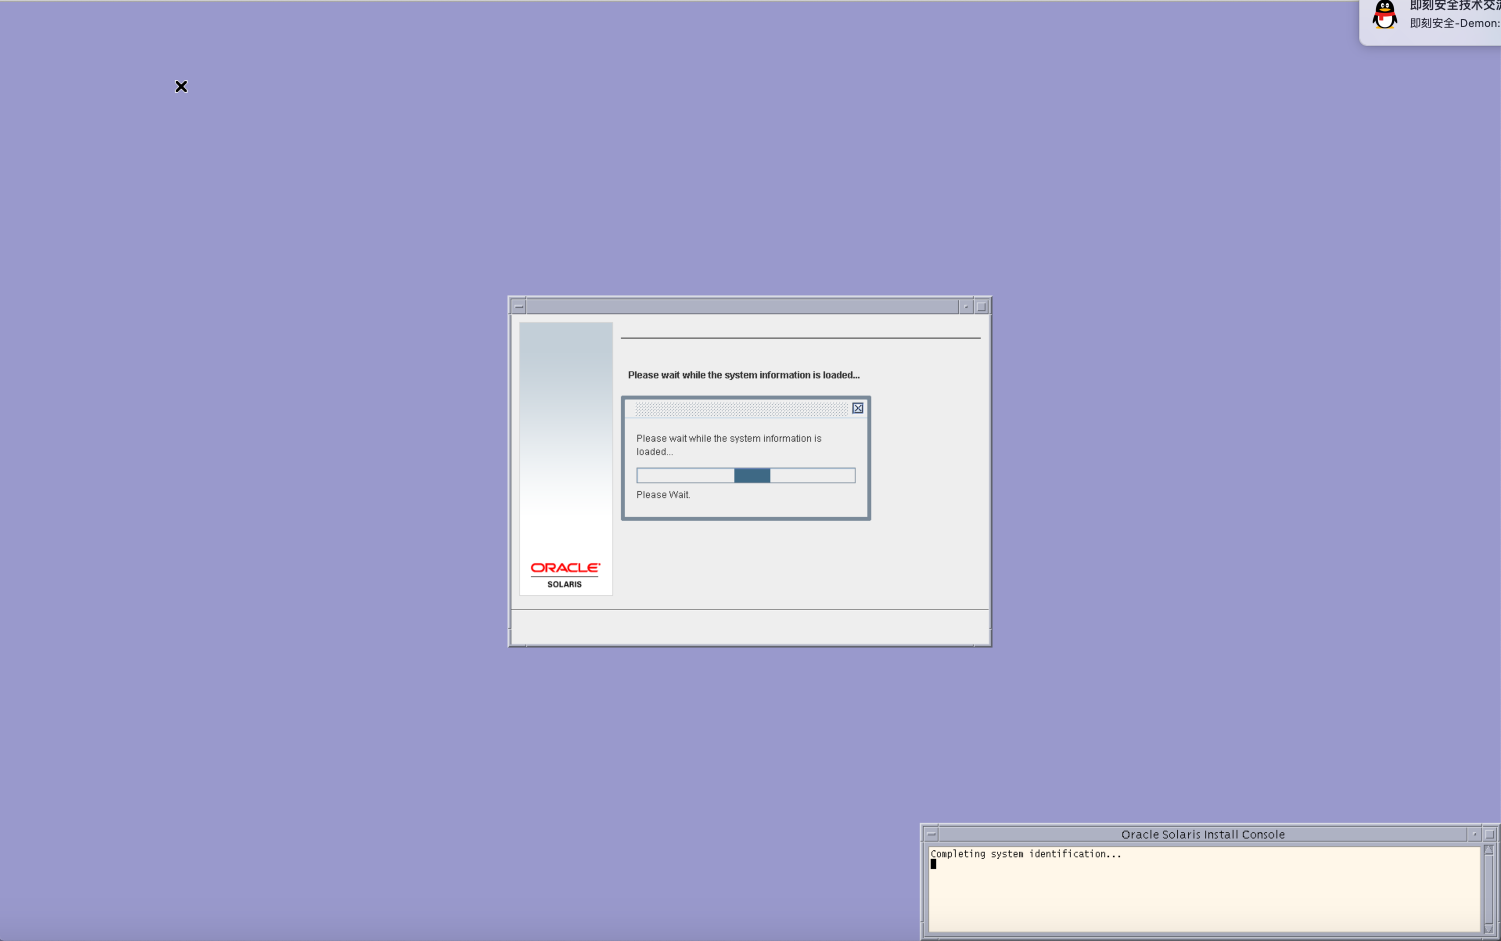 即刻安全技术交流
即刻安全-Demon:
Please wait while the system information is loaded...
Please wait while the system information is
loaded...
Please Wait.
ORACLE
SOLARIS
Oracle Solaris Install Console
Completing system identification...